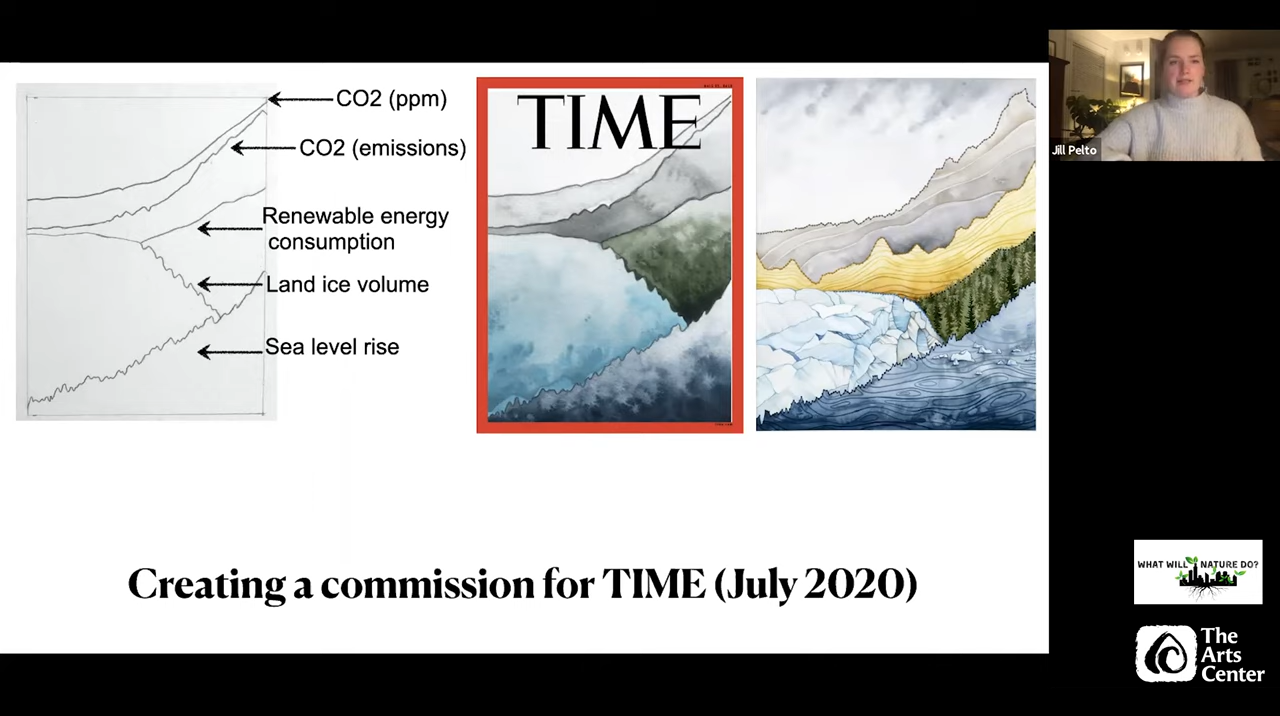 CO2 (ppm)
CO2 (emissions)
Renewable energy
consumption
Land ice volume
Sea level rise
TIME
Creating a commission for TIME (July 2020)
Jill Pelto
WHAT WILL NATURE DO?
The
Arts
Center